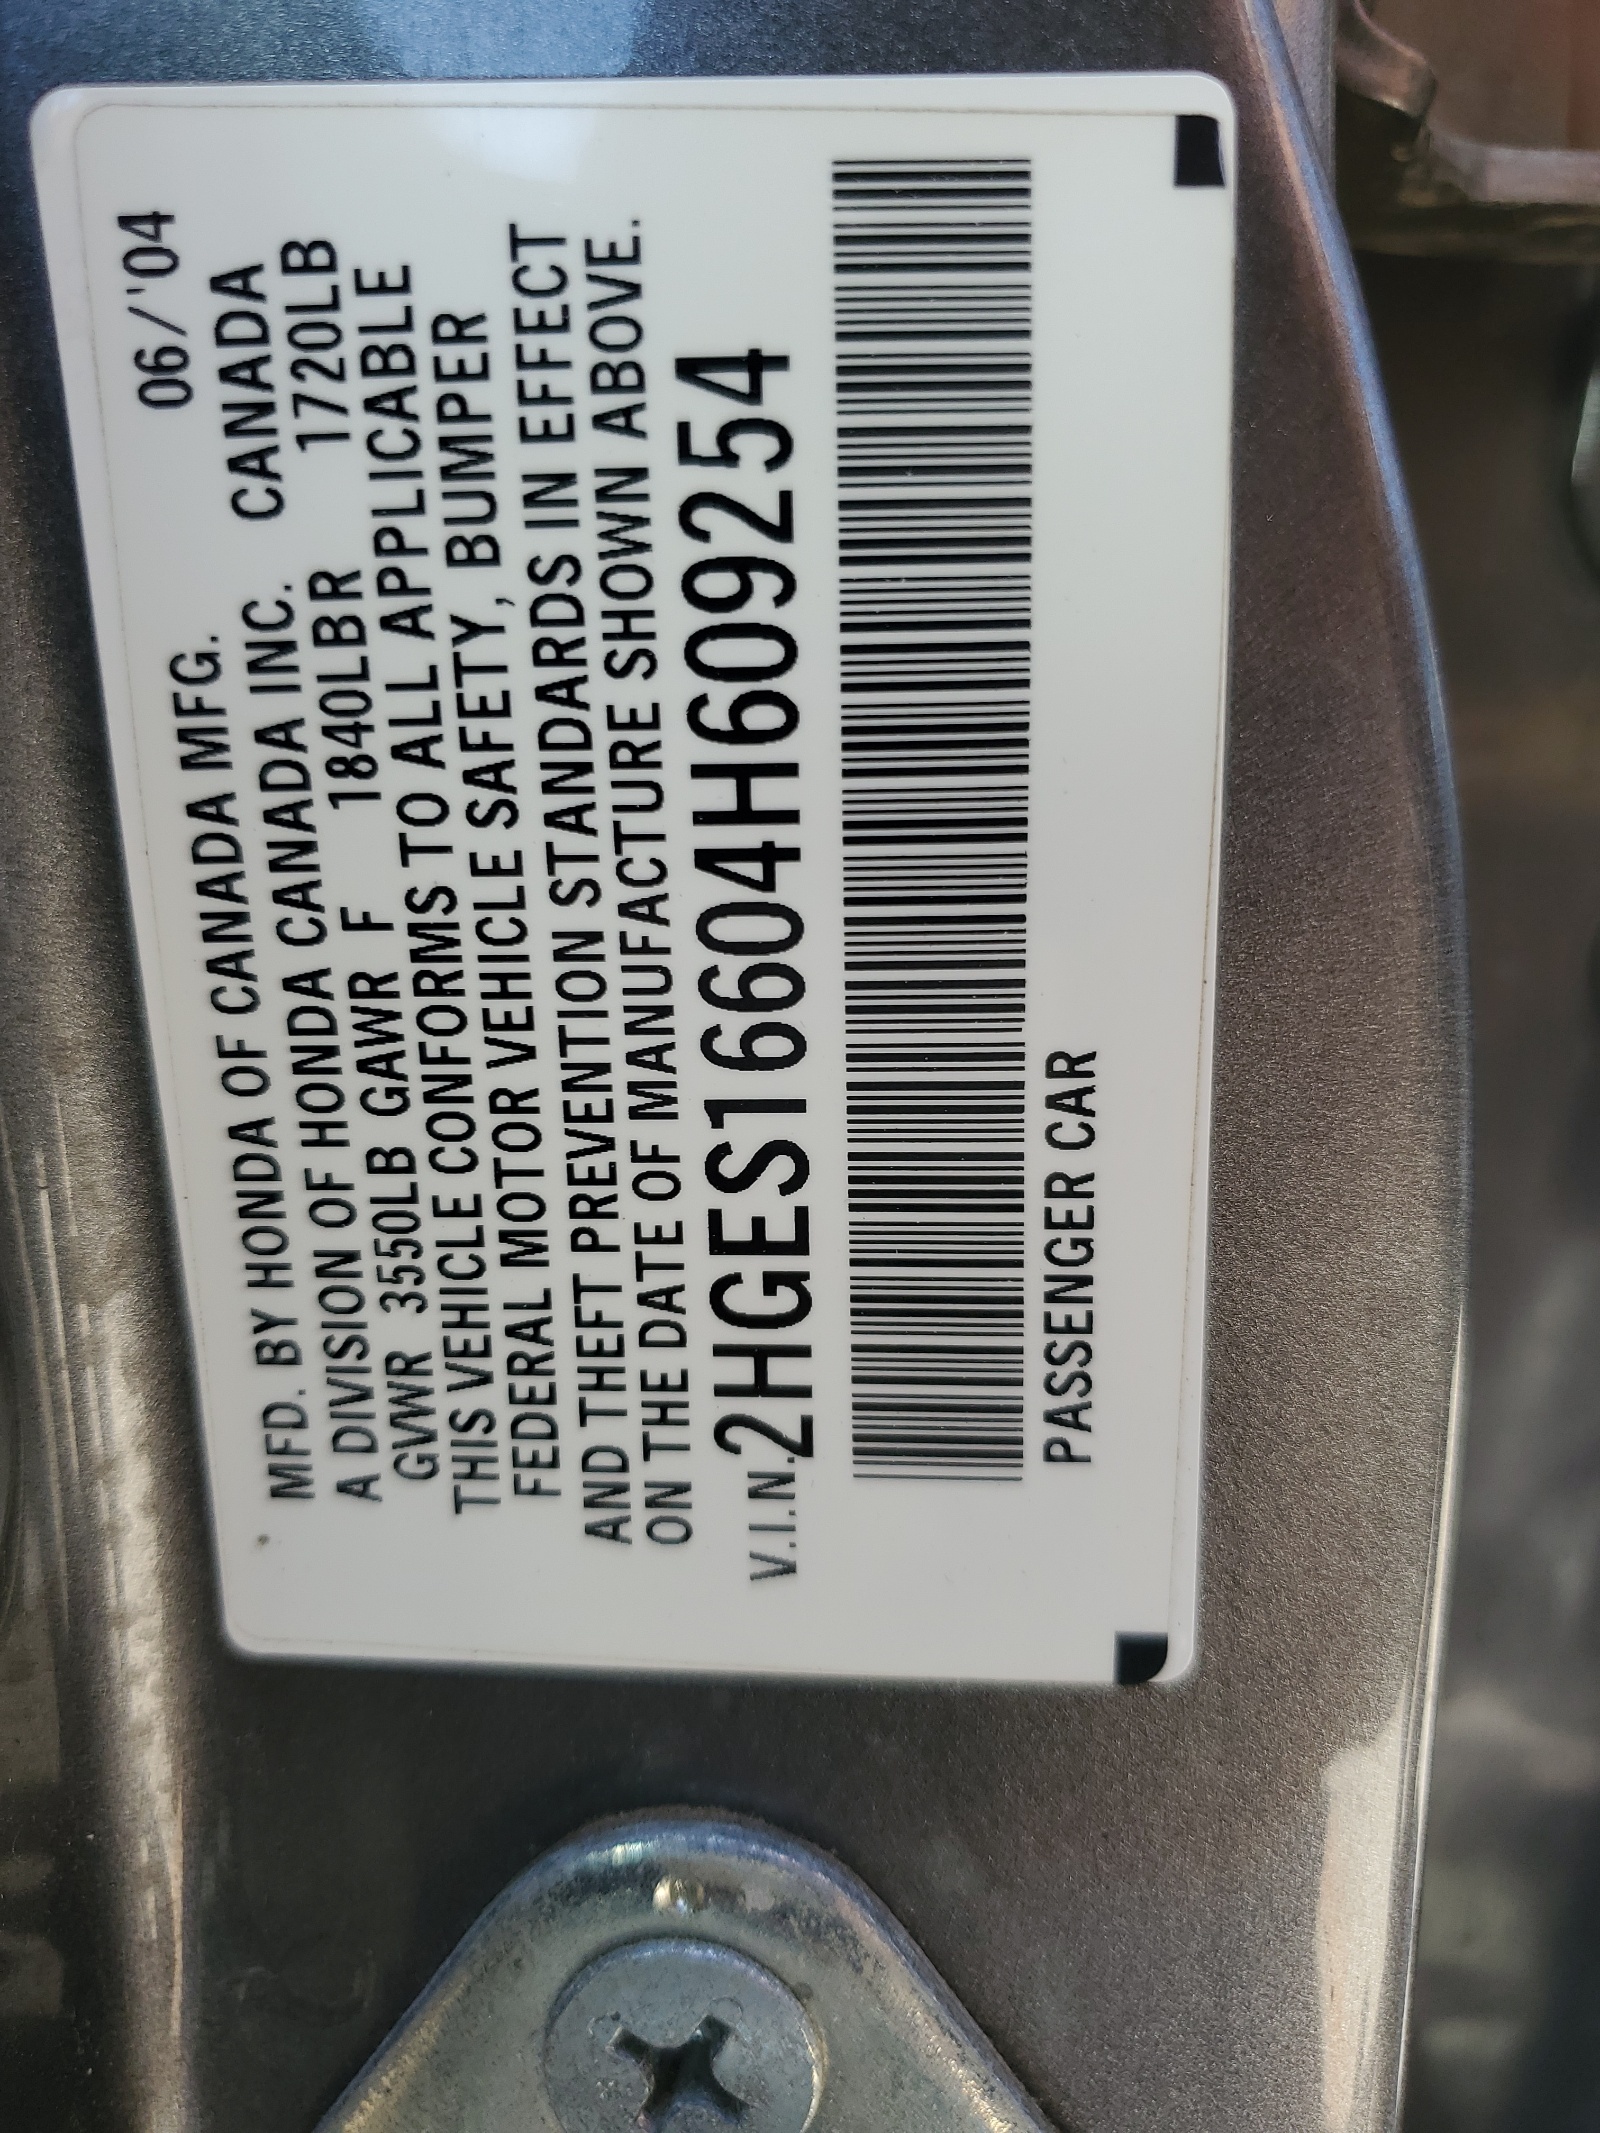 MFD. BY HONDA OF CANADA MFG. 06/'04
A DIVISION OF HONDA CANADA INC. CANADA
GVWR 3550LB GAWR F 1840LBR 1720LB
THIS VEHICLE CONFORMS TO ALL APPLICABLE
FEDERAL MOTOR VEHICLE SAFETY, BUMPER
AND THEFT PREVENTION STANDARDS IN EFFECT
ON THE DATE OF MANUFACTURE SHOWN ABOVE.
V.I.N. 2HGES16604H609254
PASSENGER CAR